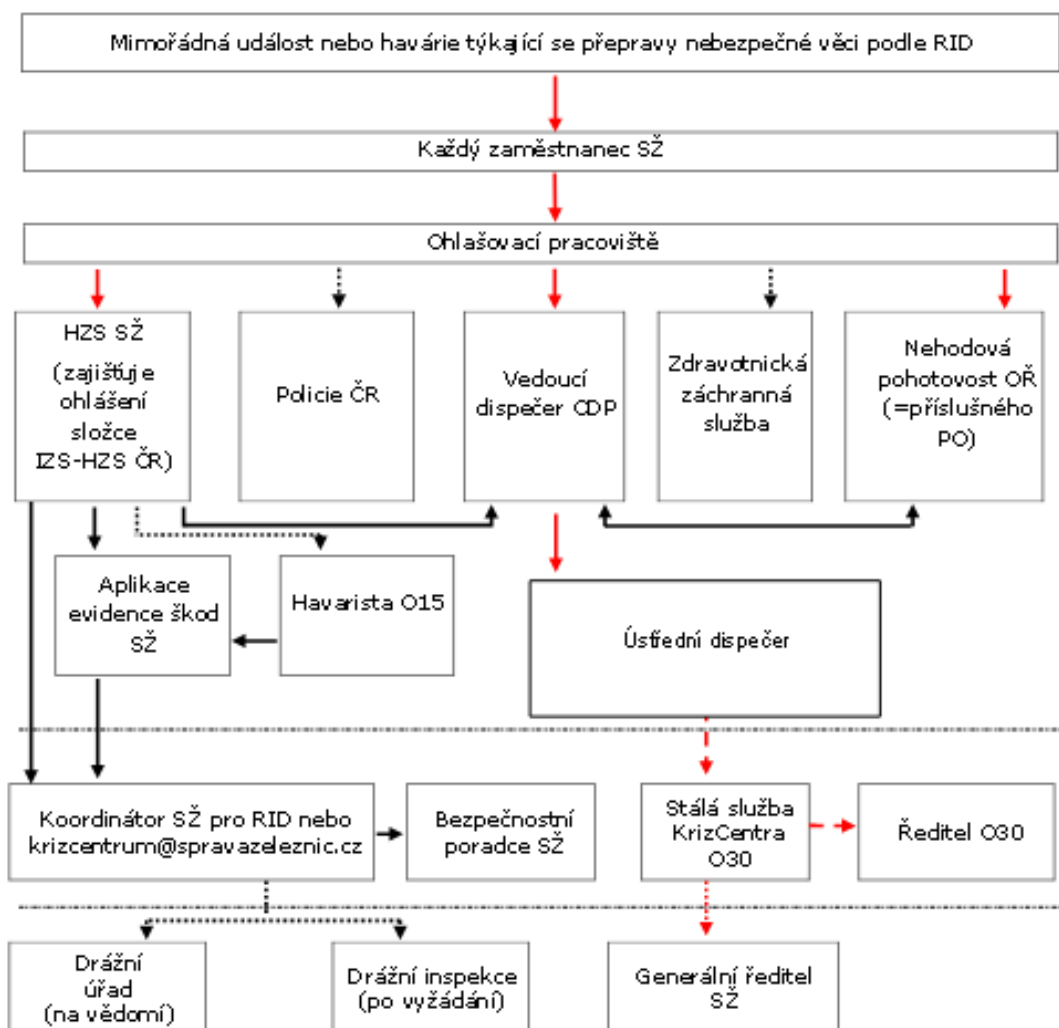 Mimořádná událost nebo havárie týkající se přepravy nebezpečné věci podle RID
Každý zaměstnanec SŽ
Ohlašovací pracoviště
HZS SŽ
(zajišťuje
ohlášení
složce
IZS-HZS ČR)
Policie ČR
Vedoucí
dispečer CDP
Zdravotnická
záchranná
služba
Nehodová
pohotovost OŘ
(=příslušného
PO)
Aplikace
evidence škod
SŽ
Havarista O15
Ústřední dispečer
Koordinátor SŽ pro RID nebo
krizcentrum@spravazeleznic.cz
Bezpečnostní
poradce SŽ
Stálá služba
KrizCentra
O30
Ředitel O30
Drážní
úřad
(na vědomí)
Drážní inspekce
(po vyžádání)
Generální ředitel
SŽ